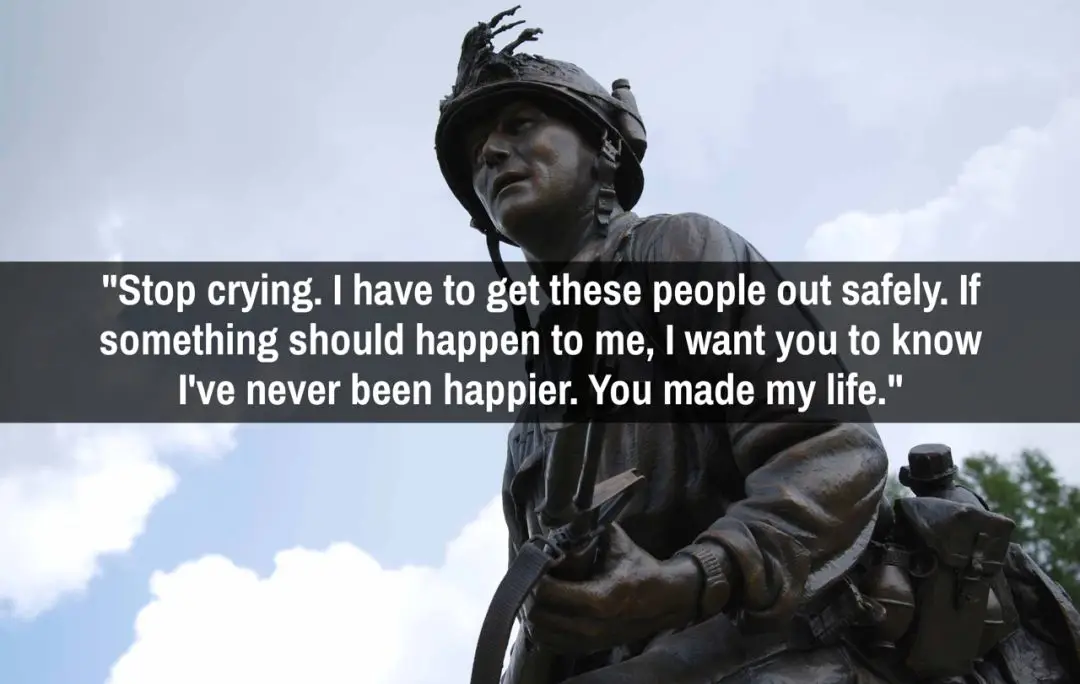 "Stop crying. I have to get these people out safely. If
something should happen to me, I want you to know
I've never been happier. You made my life."